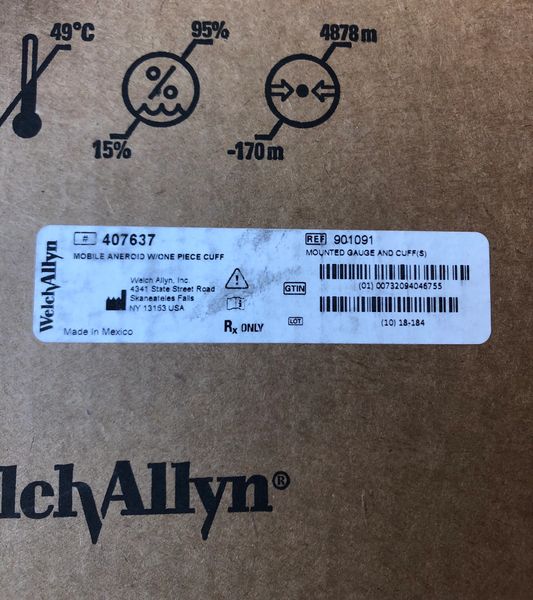 49°C
95%
4878 m
%
15%
-170 m
WelchAllyn
# 407637
MOBILE ANEROID W/ONE PIECE CUFF
Welch Allyn, Inc.
4341 State Street Road
Skaneateles Falls
NY 13153 USA
Made in Mexico
Rx ONLY
REF 901091
MOUNTED GAUGE AND CUFF(S)
GTIN
(01) 00732094046755
LOT
(10) 18-184
lchAllyn®